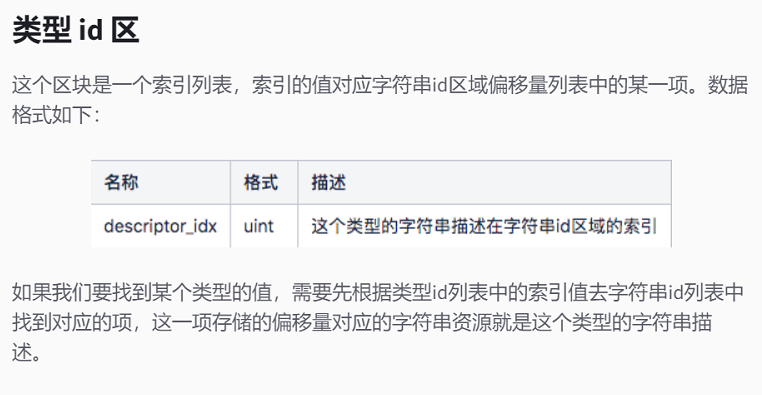 类型 id 区
这个区块是一个索引列表，索引的值对应字符串id区域偏移量列表中的某一项。数据
格式如下：
名称 格式 描述
descriptor_idx uint 这个类型的字符串描述在字符串id区域的索引
如果我们要找到某个类型的值，需要先根据类型id列表中的索引值去字符串id列表中
找到对应的项，这一项存储的偏移量对应的字符串资源就是这个类型的字符串描
述。